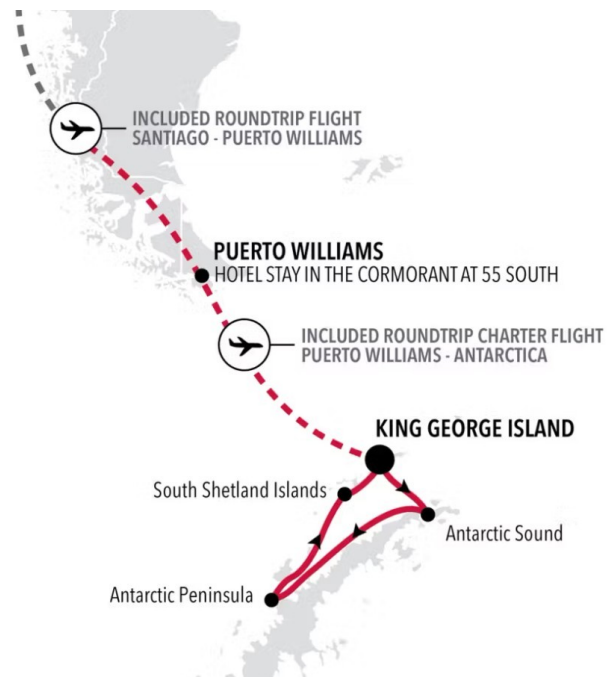 INCLUDED ROUNDTRIP FLIGHT
SANTIAGO - PUERTO WILLIAMS
PUERTO WILLIAMS
HOTEL STAY IN THE CORMORANT AT 55 SOUTH
INCLUDED ROUNDTRIP CHARTER FLIGHT
PUERTO WILLIAMS - ANTARCTICA
KING GEORGE ISLAND
South Shetland Islands
Antarctic Sound
Antarctic Peninsula